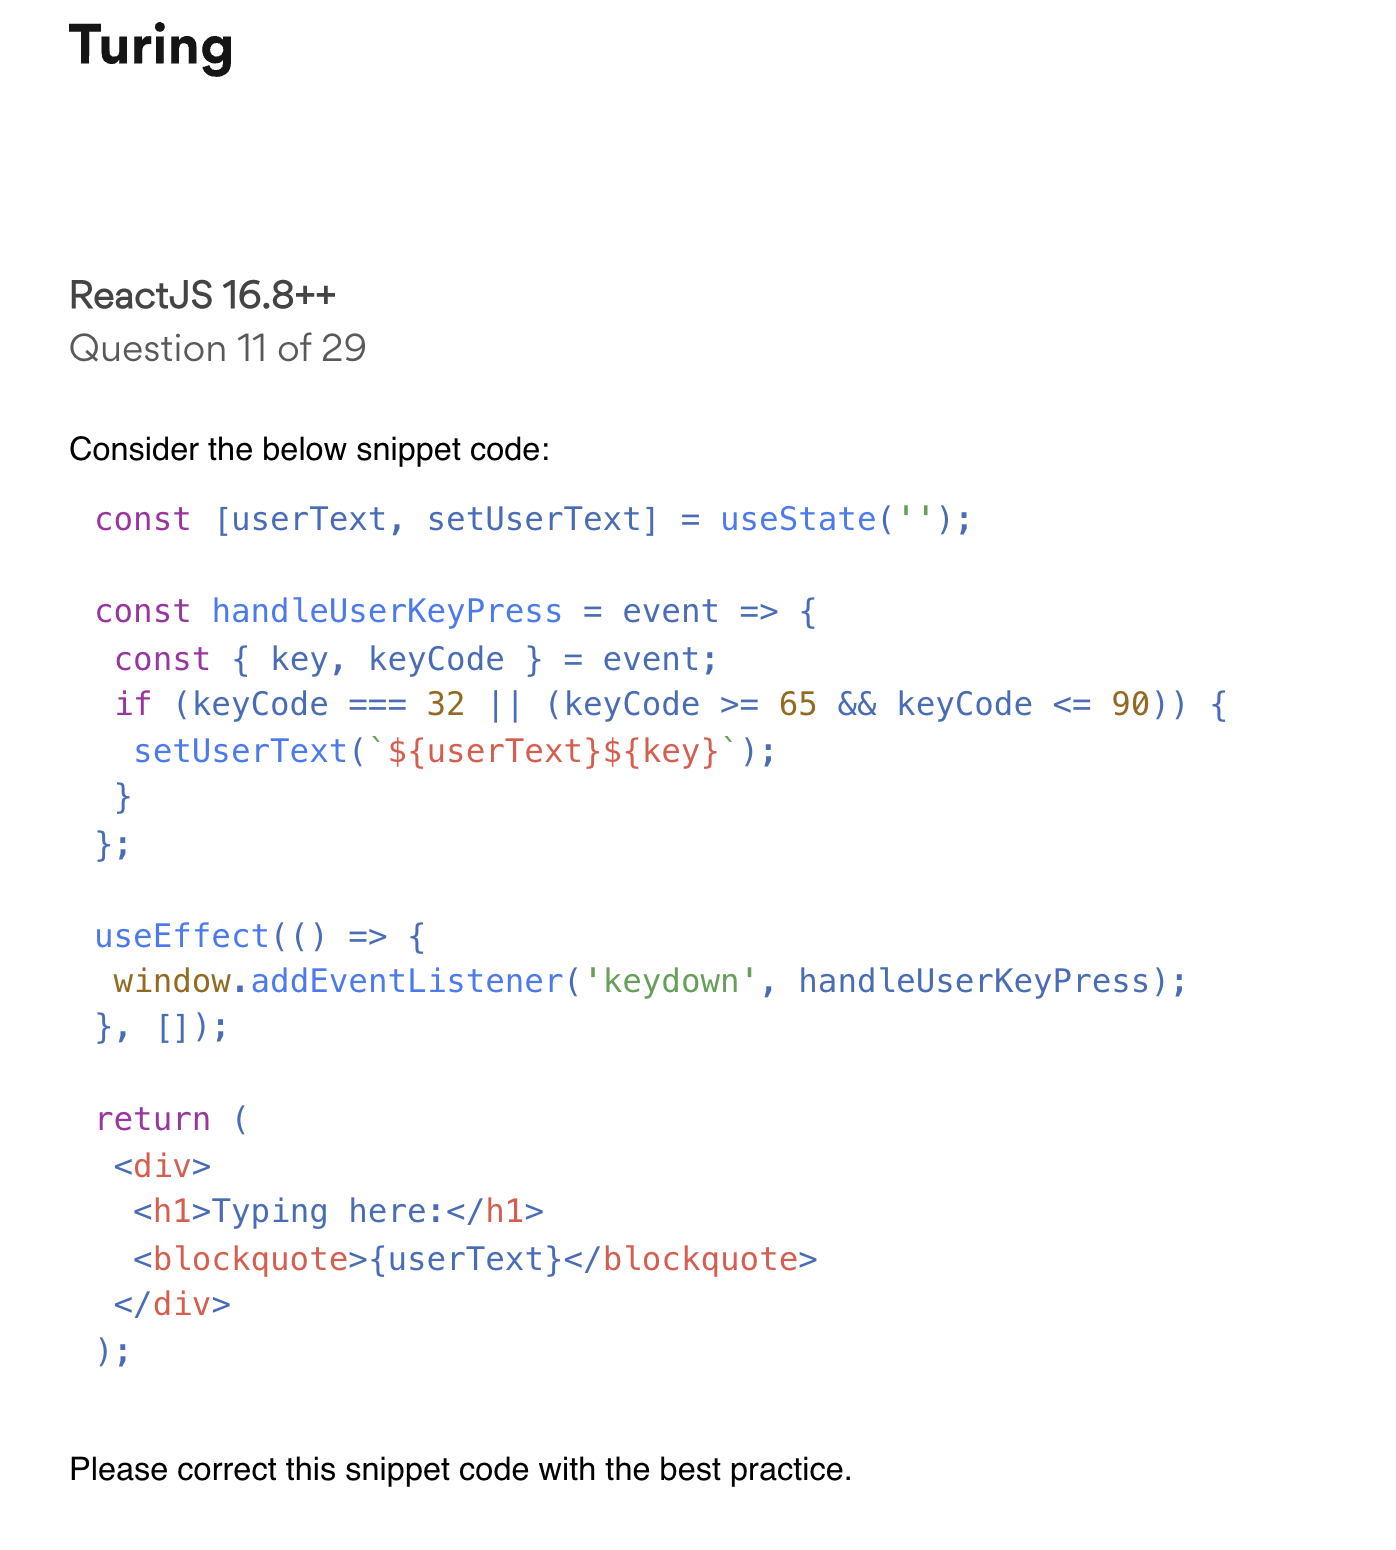 Turing
ReactJS 16.8++
Question 11 of 29
Consider the below snippet code:
const [userText, setUserText] = useState('');
const handleUserKeyPress = event => {
const { key, keyCode } = event;
if (keyCode === 32 || (keyCode >= 65 && keyCode <= 90)) {
setUserText(`${userText}${key}`);
}
};
useEffect(() => {
window.addEventListener('keydown', handleUserKeyPress);
}, []);
return (
<div>
<h1>Typing here:</h1>
<blockquote>{userText}</blockquote>
</div>
);
Please correct this snippet code with the best practice.